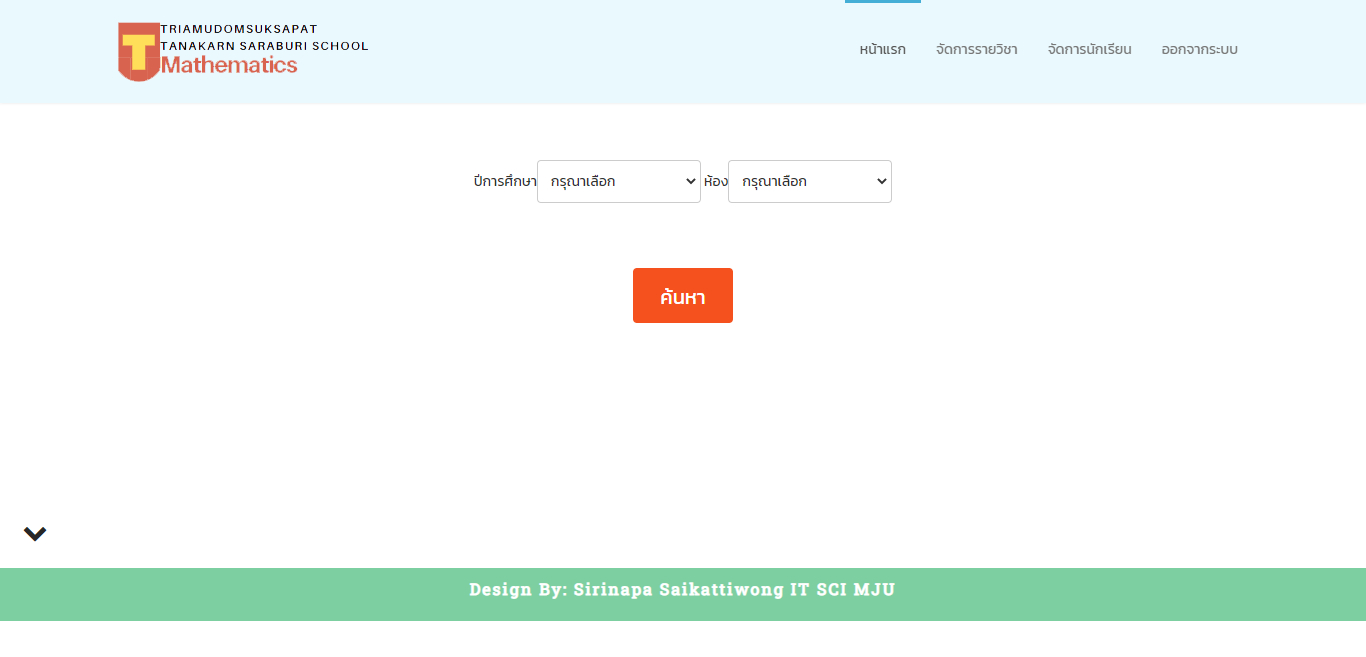 T TRIAMUDOMSUKSAPAT
TANAKARN SARABURI SCHOOL
Mathematics
หน้าแรก จัดการรายวิชา จัดการนักเรียน ออกจากระบบ
ปีการศึกษา กรุณาเลือก ห้อง กรุณาเลือก
ค้นหา
Design By: Sirinapa Saikattiwong IT SCI MJU